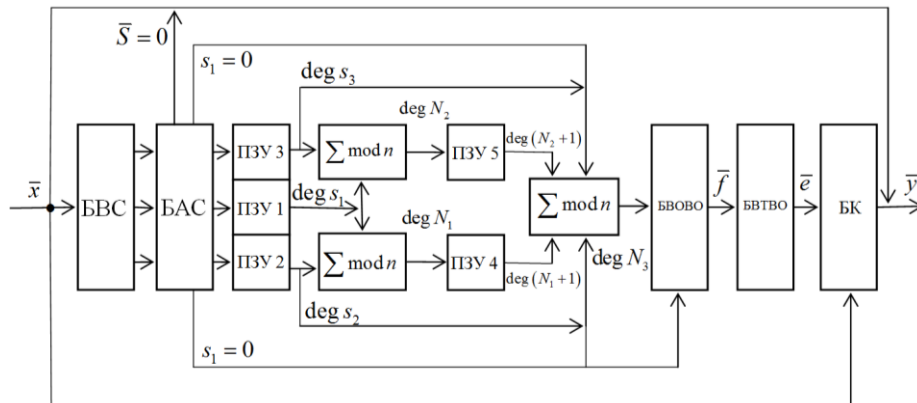 S̅ = 0
s₁ = 0
deg s₃
deg N₂
deg(N₂+1)
ПЗУ 3
∑ mod n
ПЗУ 5
x̅
БВС
БАС
ПЗУ 1
deg s₁
∑ mod n
БВОВО
f̅
БВТВО
e̅
БК
y̅
deg N₁
ПЗУ 2
∑ mod n
ПЗУ 4
deg(N₁+1)
deg N₃
deg s₂
s₁ = 0